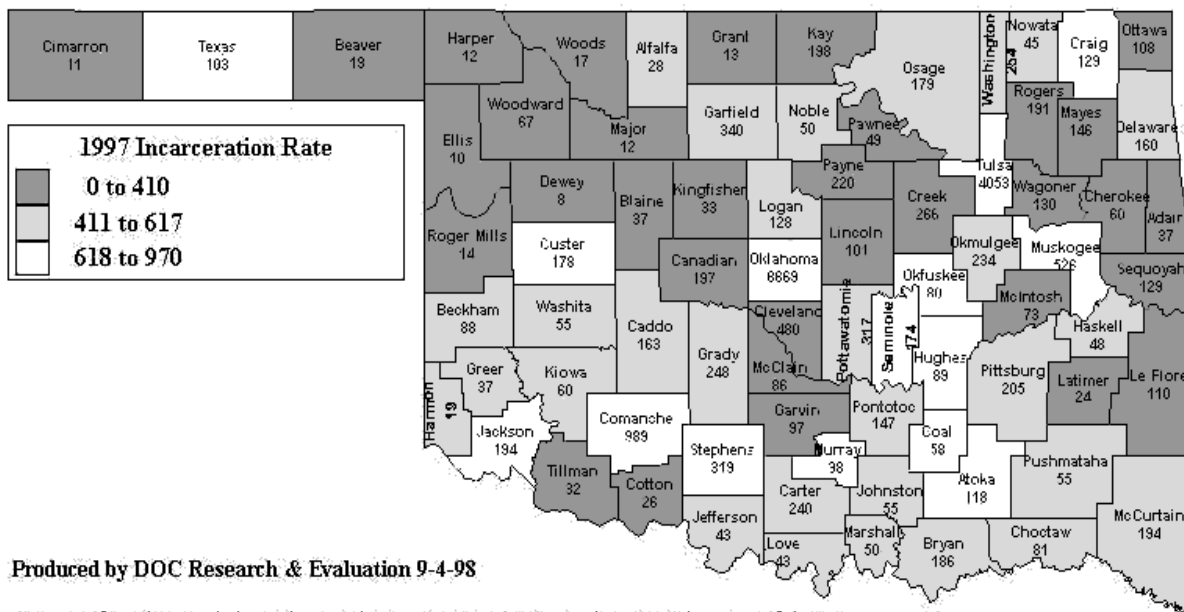 Cimarron
11
Texas
103
Beaver
19
Harper
12
Woods
17
Alfalfa
28
Grant
13
Kay
198
Osage
179
Washington
254
Nowata
45
Craig
129
Ottawa
108
Ellis
10
Woodward
67
Major
12
Garfield
340
Noble
50
Pawnee
49
Rogers
191
Mayes
146
Delaware
160
1997 Incarceration Rate
0 to 410
411 to 617
618 to 970
Roger Mills
14
Dewey
8
Blaine
37
Kingfisher
33
Logan
128
Payne
220
Creek
266
Tulsa
4053
Wagoner
130
Cherokee
60
Adair
37
Custer
178
Canadian
197
Oklahoma
6669
Lincoln
101
Okfuskee
80
Okmulgee
234
Muskogee
526
Sequoyah
129
Beckham
88
Washita
55
Caddo
163
Grady
248
Cleveland
480
McClain
86
Pottawatomie
317
Seminole
174
Hughes
89
McIntosh
73
Haskell
48
Pittsburg
205
Latimer
24
Le Flore
110
Harmon
19
Greer
37
Kiowa
60
Jackson
194
Comanche
989
Stephens
319
Garvin
97
Murray
98
Pontotoc
147
Coal
58
Tillman
32
Cotton
26
Jefferson
43
Carter
240
Love
43
Johnston
55
Marshall
50
Atoka
118
Bryan
186
Pushmataha
55
Choctaw
81
McCurtain
194
Produced by DOC Research & Evaluation 9-4-98